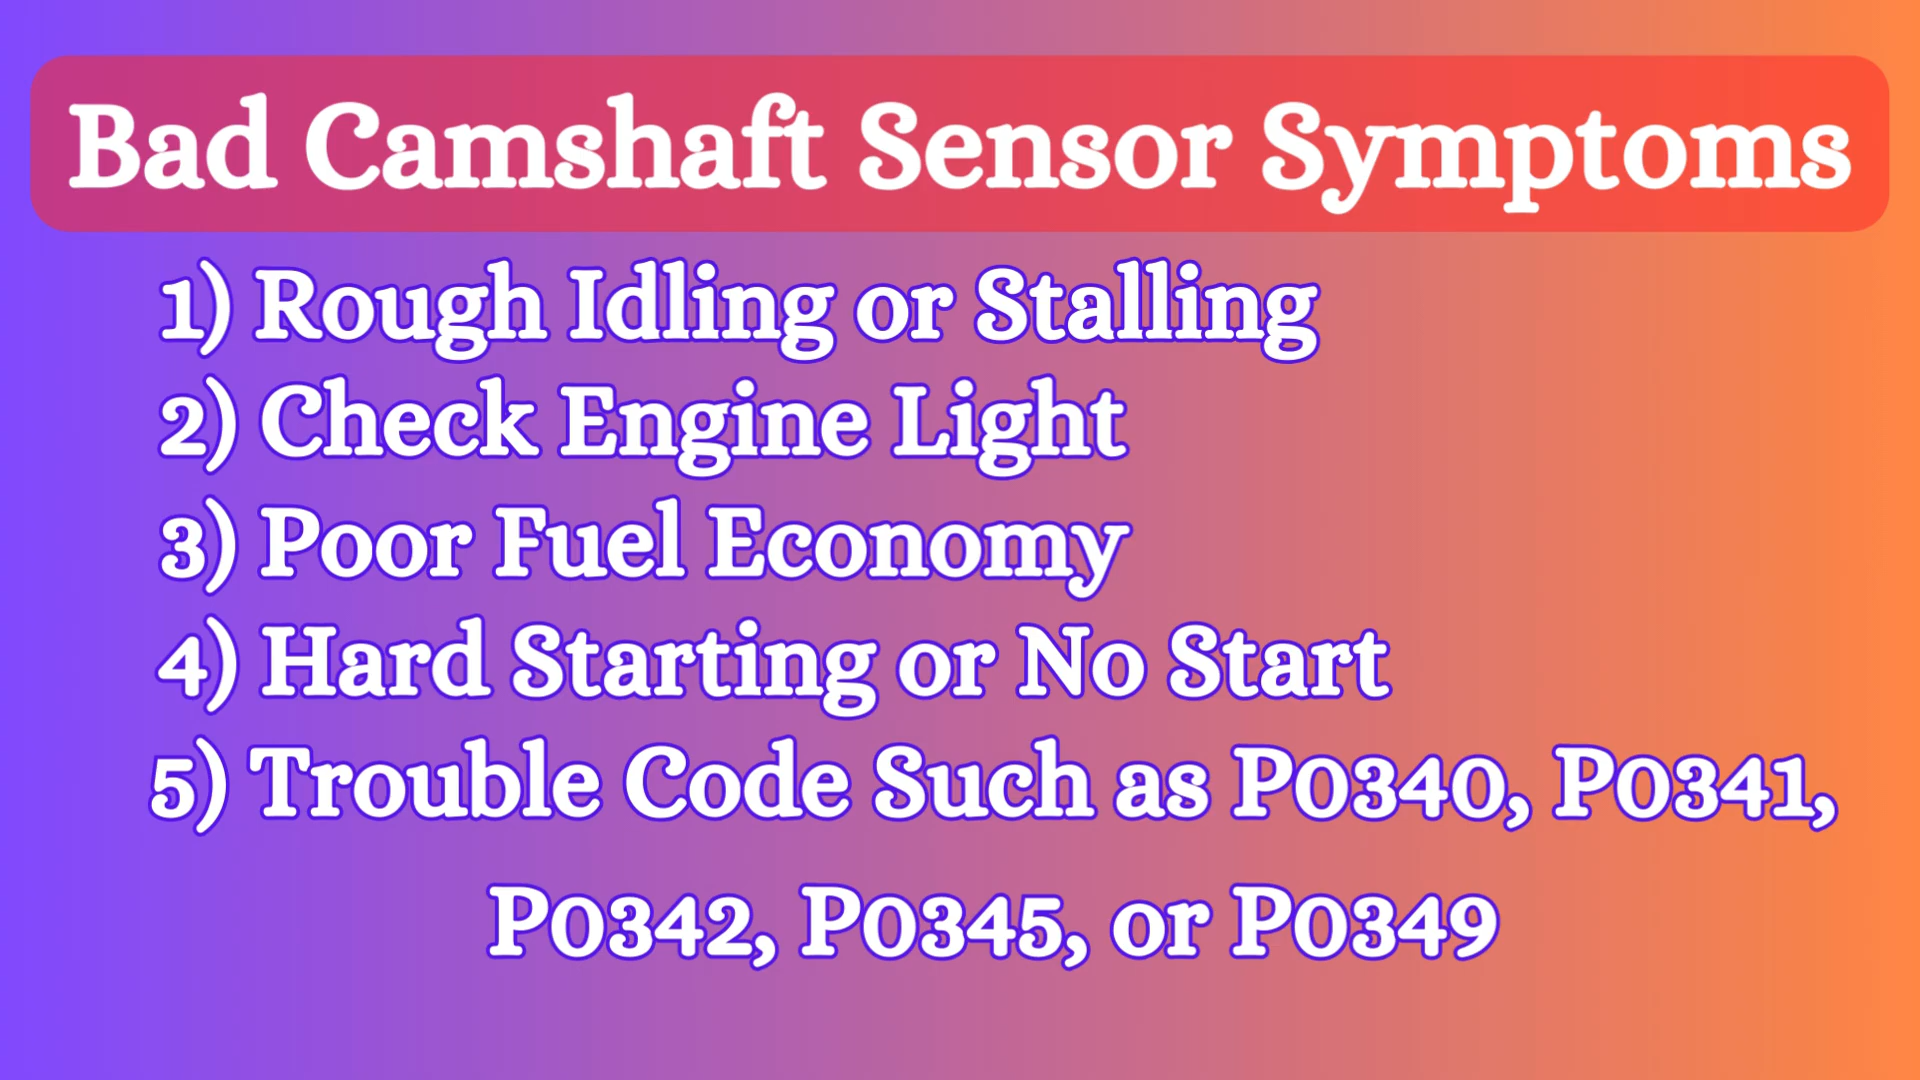 Bad Camshaft Sensor Symptoms
1) Rough Idling or Stalling
2) Check Engine Light
3) Poor Fuel Economy
4) Hard Starting or No Start
5) Trouble Code Such as P0340, P0341,
P0342, P0345, or P0349